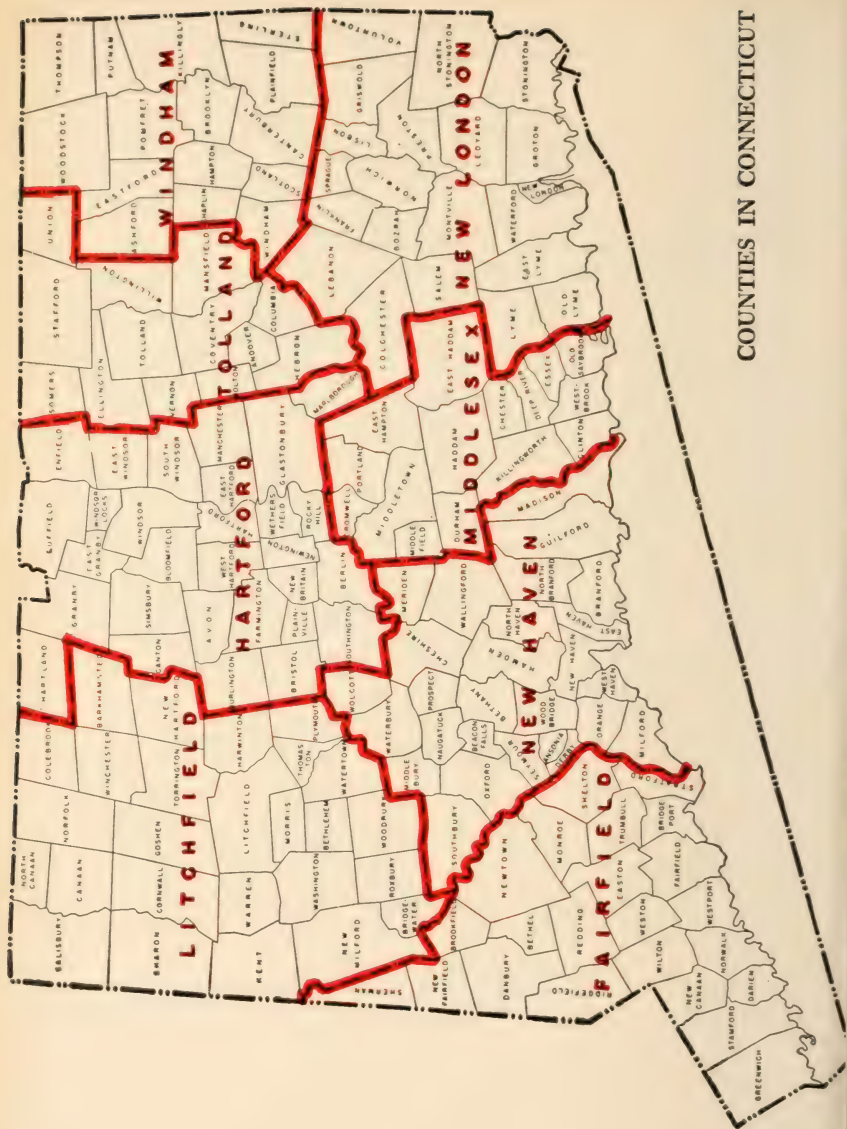 COUNTIES IN CONNECTICUT
LITCHFIELD
HARTFORD
TOLLAND
WINDHAM
FAIRFIELD
NEW HAVEN
MIDDLESEX
NEW LONDON
SALISBURY
NORTH CANAAN
CANAAN
NORFOLK
COLEBROOK
HARTLAND
SHARON
CORNWALL
GOSHEN
WINCHESTER
BARKHAMSTED
TORRINGTON
NEW HARTFORD
KENT
WARREN
LITCHFIELD
HARWINTON
MORRIS
THOMASTON
PLYMOUTH
WASHINGTON
BETHLEHEM
WATERTOWN
NEW MILFORD
ROXBURY
WOODBURY
BRIDGE-WATER
GRANBY
SUFFIELD
ENFIELD
EAST GRANBY
WINDSOR LOCKS
EAST WINDSOR
CANTON
SIMSBURY
BLOOMFIELD
WINDSOR
SOUTH WINDSOR
BURLINGTON
AVON
WEST HARTFORD
HARTFORD
EAST HARTFORD
MANCHESTER
FARMINGTON
BRISTOL
PLAIN-VILLE
NEW BRITAIN
NEWINGTON
WETHERSFIELD
ROCKY HILL
GLASTONBURY
SOUTHINGTON
BERLIN
MARLBOROUGH
SOMERS
STAFFORD
UNION
ELLINGTON
TOLLAND
WILLINGTON
VERNON
BOLTON
COVENTRY
MANSFIELD
ANDOVER
COLUMBIA
HEBRON
WOODSTOCK
THOMPSON
PUTNAM
EASTFORD
POMFRET
KILLINGLY
ASHFORD
CHAPLIN
HAMPTON
BROOKLYN
WINDHAM
SCOTLAND
CANTERBURY
PLAINFIELD
STERLING
SHERMAN
NEW FAIRFIELD
BROOKFIELD
DANBURY
BETHEL
NEWTOWN
RIDGEFIELD
REDDING
MONROE
SHELTON
EASTON
TRUMBULL
STRATFORD
BRIDGEPORT
FAIRFIELD
WESTON
WILTON
WESTPORT
NORWALK
NEW CANAAN
DARIEN
STAMFORD
GREENWICH
WOLCOTT
WATERBURY
MIDDLEBURY
SOUTHBURY
OXFORD
NAUGATUCK
PROSPECT
CHESHIRE
MERIDEN
BEACON FALLS
BETHANY
SEYMOUR
ANSONIA
DERBY
WOODBRIDGE
HAMDEN
WALLINGFORD
NORTH HAVEN
NEW HAVEN
ORANGE
WEST HAVEN
MILFORD
EAST HAVEN
NORTH BRANFORD
BRANFORD
GUILFORD
MADISON
CROMWELL
PORTLAND
EAST HAMPTON
MIDDLETOWN
MIDDLEFIELD
DURHAM
HADDAM
EAST HADDAM
KILLINGWORTH
CHESTER
DEEP RIVER
ESSEX
CLINTON
WEST-BROOK
OLD SAYBROOK
COLCHESTER
LEBANON
FRANKLIN
SPRAGUE
LISBON
GRISWOLD
VOLUNTOWN
BOZRAH
NORWICH
PRESTON
NORTH STONINGTON
SALEM
MONTVILLE
LEDYARD
STONINGTON
LYME
EAST LYME
WATERFORD
NEW LONDON
GROTON
OLD LYME